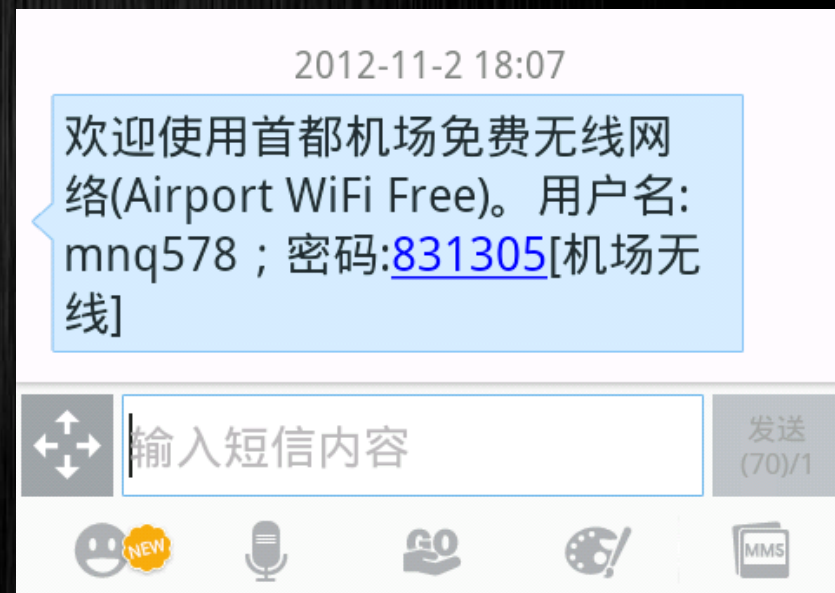 2012-11-2 18:07
欢迎使用首都机场免费无线网
络(Airport WiFi Free)。用户名:
mnq578；密码:831305[机场无
线]
输入短信内容
发送
(70)/1
NEW
GO
MMS